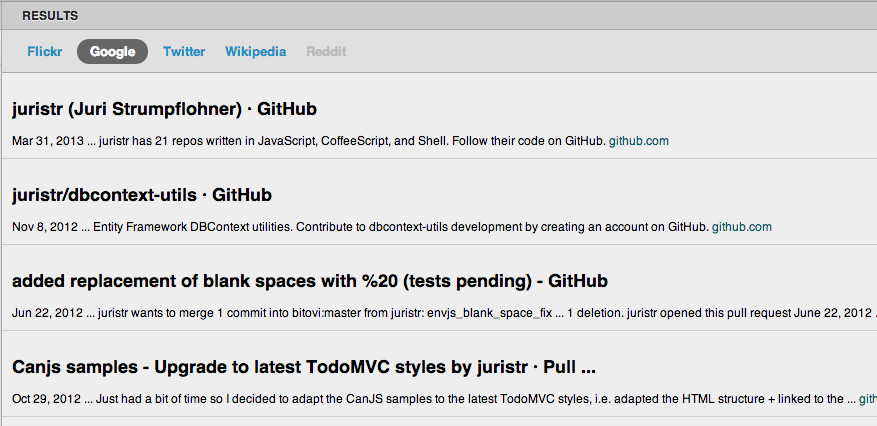 RESULTS
Flickr Google Twitter Wikipedia Reddit
juristr (Juri Strumpflohner) · GitHub
Mar 31, 2013 ... juristr has 21 repos written in JavaScript, CoffeeScript, and Shell. Follow their code on GitHub. github.com
juristr/dbcontext-utils · GitHub
Nov 8, 2012 ... Entity Framework DBContext utilities. Contribute to dbcontext-utils development by creating an account on GitHub. github.com
added replacement of blank spaces with %20 (tests pending) - GitHub
Jun 22, 2012 ... juristr wants to merge 1 commit into bitovi:master from juristr: envjs_blank_space_fix ... 1 deletion. juristr opened this pull request June 22, 2012 .
Canjs samples - Upgrade to latest TodoMVC styles by juristr · Pull ...
Oct 29, 2012 ... Just had a bit of time so I decided to adapt the CanJS samples to the latest TodoMVC styles, i.e. adapted the HTML structure + linked to the ... gith